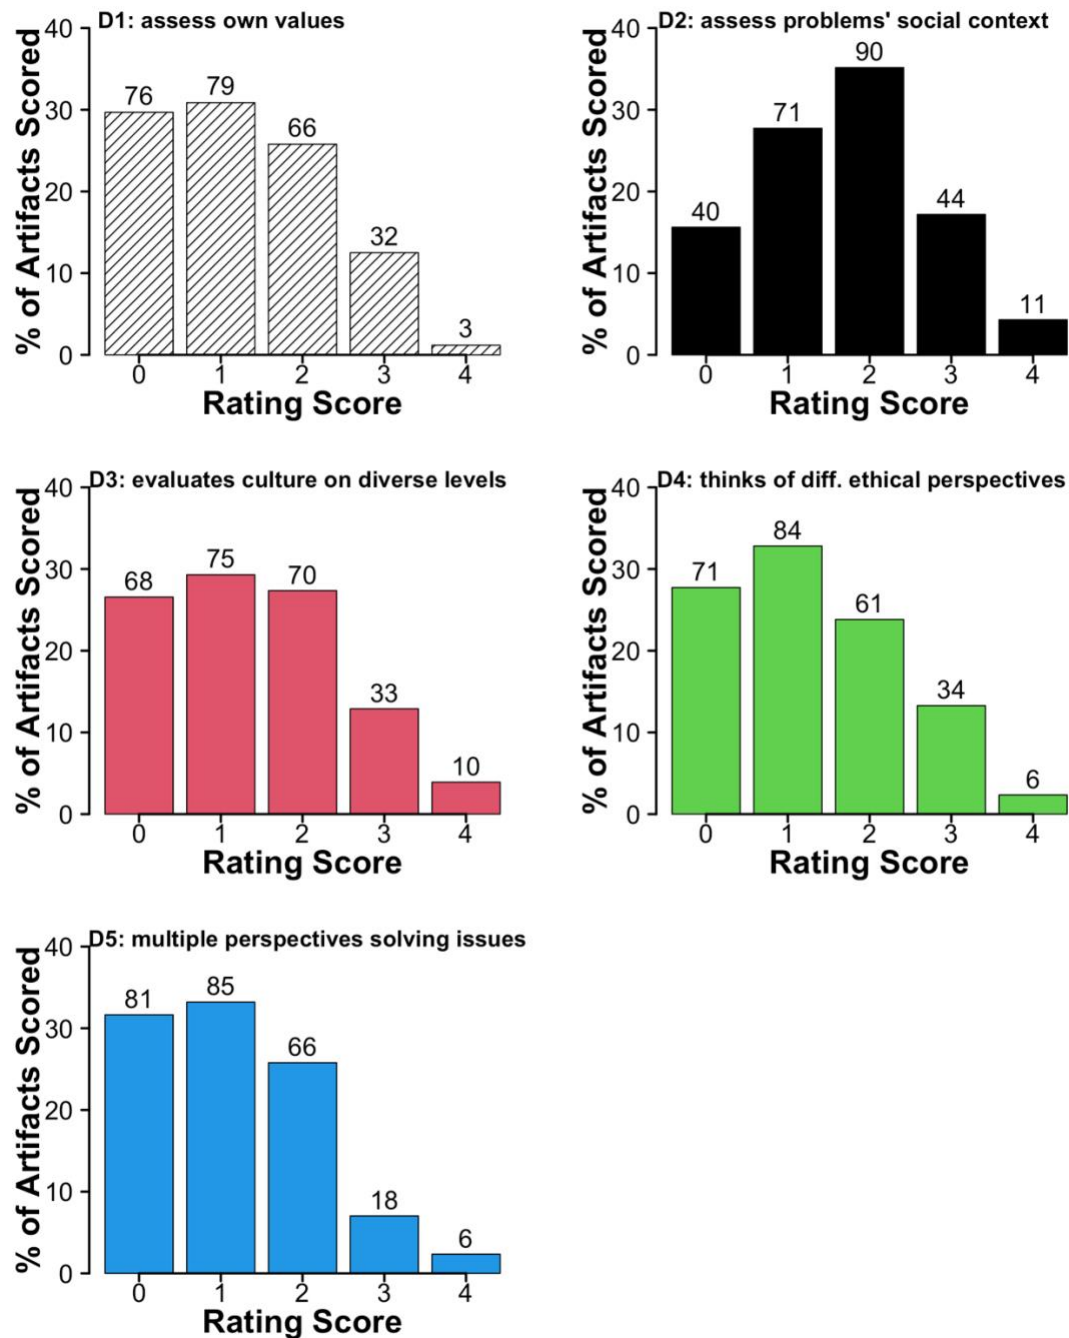 D1: assess own values
% of Artifacts Scored
40
30
20
10
0
76
79
66
32
3
0 1 2 3 4
Rating Score
D2: assess problems' social context
% of Artifacts Scored
40
30
20
10
0
40
71
90
44
11
0 1 2 3 4
Rating Score
D3: evaluates culture on diverse levels
% of Artifacts Scored
40
30
20
10
0
68
75
70
33
10
0 1 2 3 4
Rating Score
D4: thinks of diff. ethical perspectives
% of Artifacts Scored
40
30
20
10
0
71
84
61
34
6
0 1 2 3 4
Rating Score
D5: multiple perspectives solving issues
% of Artifacts Scored
40
30
20
10
0
81
85
66
18
6
0 1 2 3 4
Rating Score